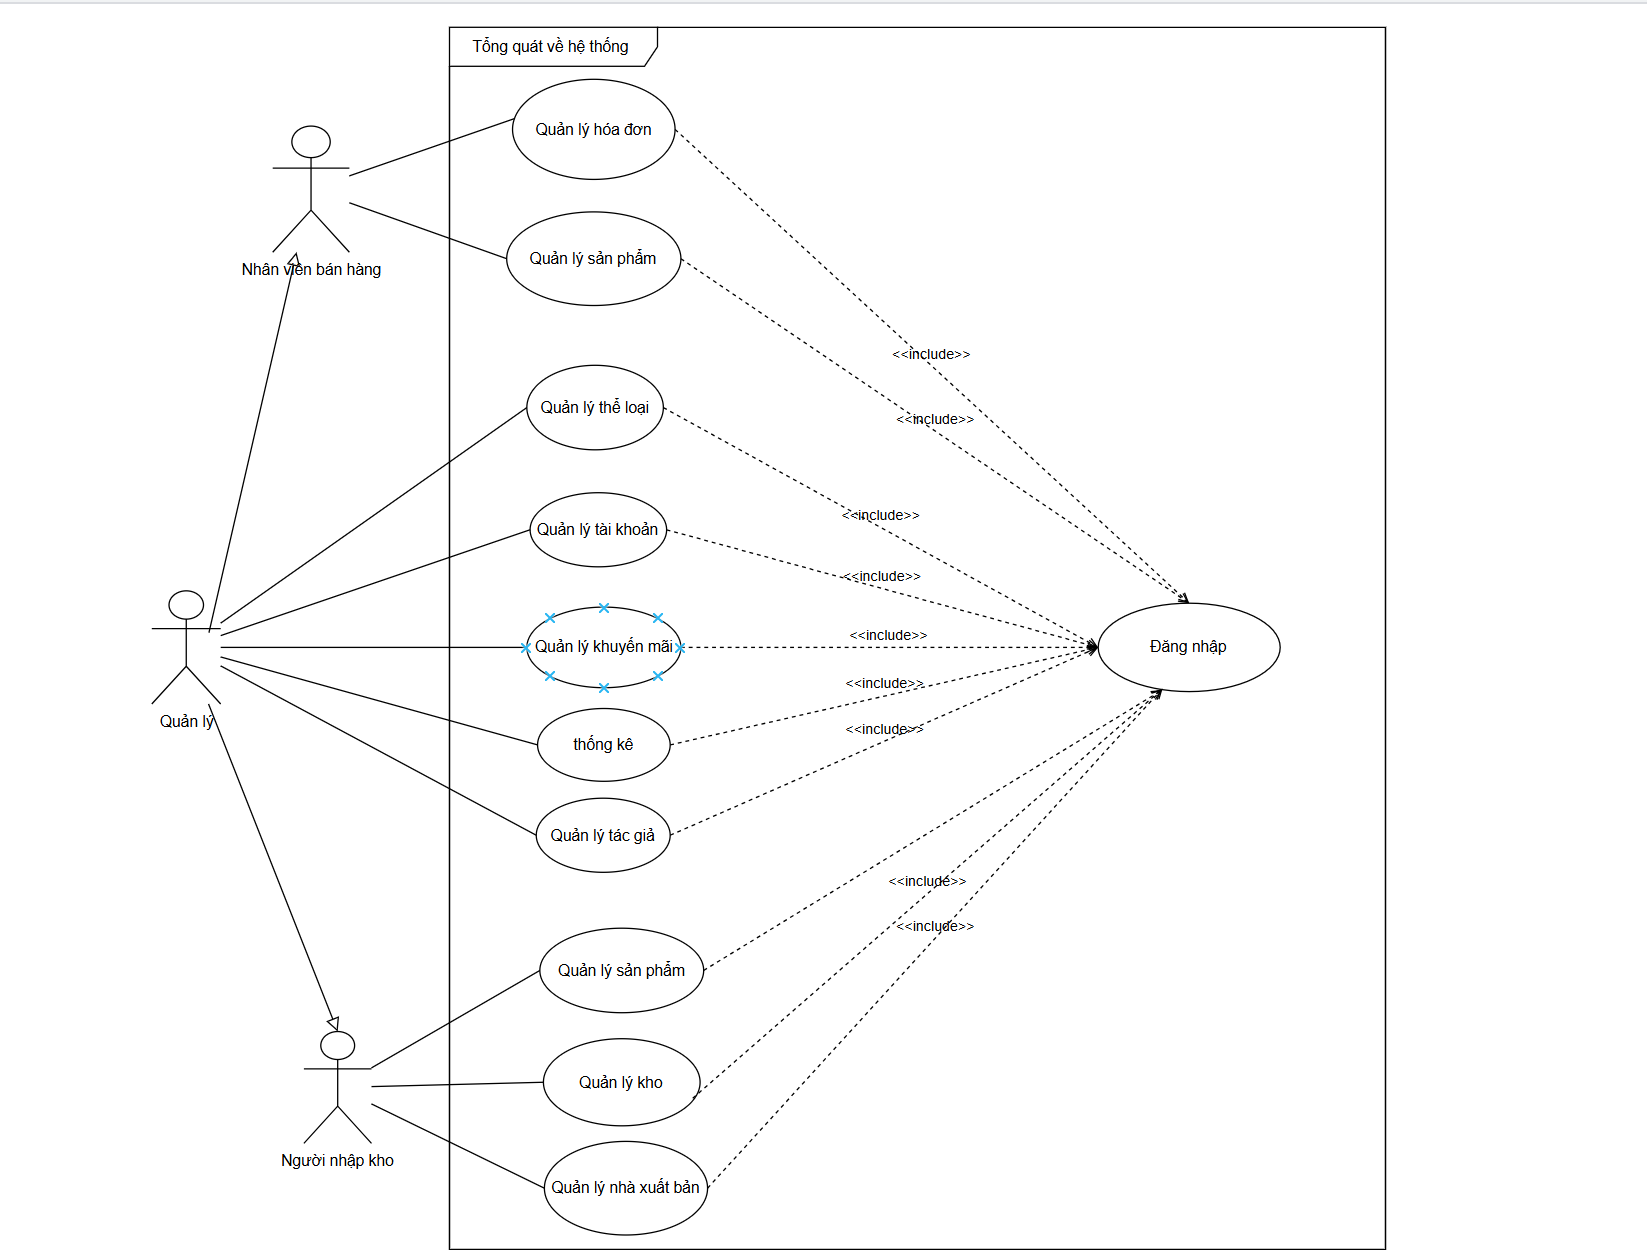 Tổng quát về hệ thống
Quản lý hóa đơn
Nhân viên bán hàng
Quản lý sản phẩm
<<include>>
<<include>>
Quản lý thể loại
<<include>>
Quản lý tài khoản
<<include>>
Quản lý khuyến mãi
<<include>>
Đăng nhập
<<include>>
Quản lý
thống kê
<<include>>
Quản lý tác giả
<<include>>
<<include>>
Quản lý sản phẩm
Quản lý kho
Người nhập kho
Quản lý nhà xuất bản